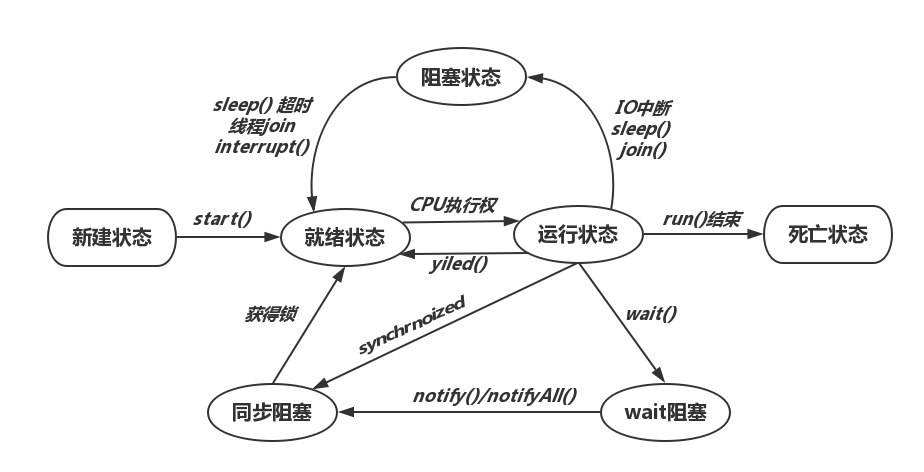 阻塞状态
sleep() 超时
线程join
interrupt()
IO中断
sleep()
join()
CPU执行权
start()
run()结束
新建状态
就绪状态
运行状态
死亡状态
yiled()
获得锁
synchrnoized
wait()
notify()/notifyAll()
同步阻塞
wait阻塞